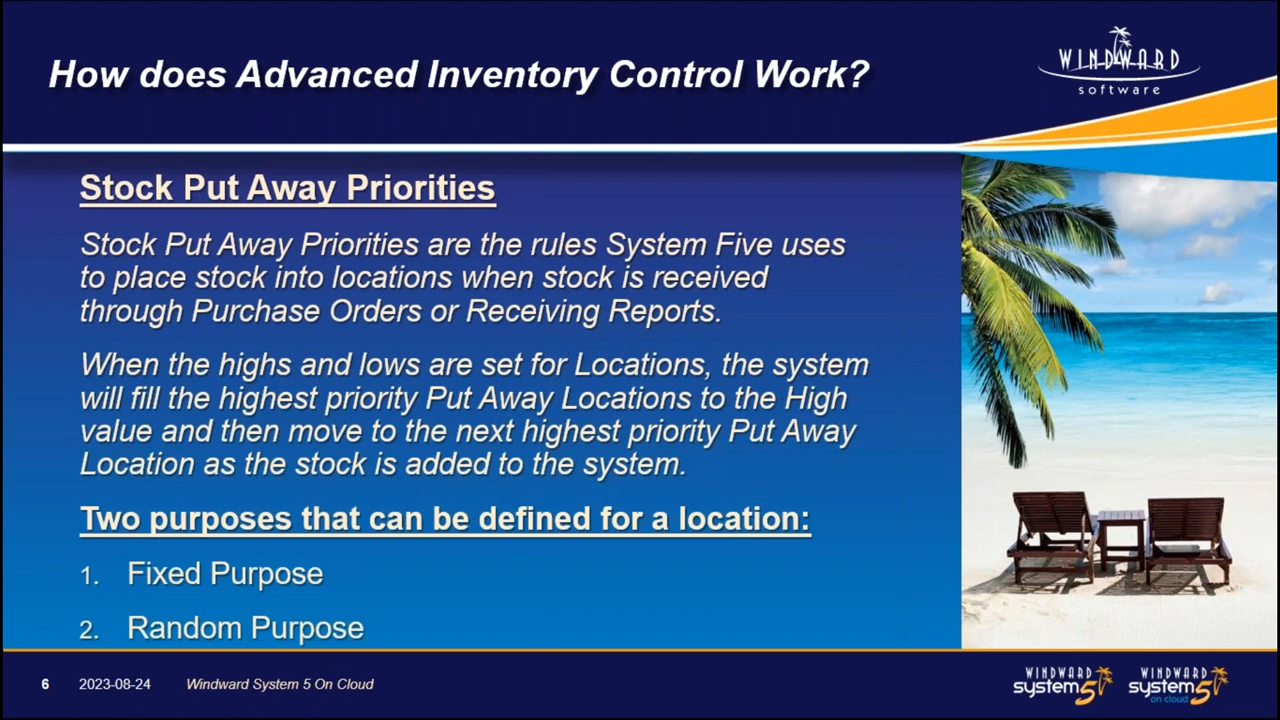 How does Advanced Inventory Control Work?
WINDWARD
software
Stock Put Away Priorities
Stock Put Away Priorities are the rules System Five uses
to place stock into locations when stock is received
through Purchase Orders or Receiving Reports.
When the highs and lows are set for Locations, the system
will fill the highest priority Put Away Locations to the High
value and then move to the next highest priority Put Away
Location as the stock is added to the system.
Two purposes that can be defined for a location:
1. Fixed Purpose
2. Random Purpose
6 2023-08-24 Windward System 5 On Cloud
WINDWARD
system5
WINDWARD
system5
on cloud